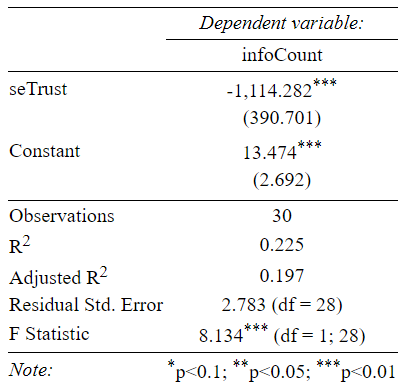 Dependent variable:
infoCount
seTrust -1,114.282***
(390.701)
Constant 13.474***
(2.692)
Observations 30
R2 0.225
Adjusted R2 0.197
Residual Std. Error 2.783 (df = 28)
F Statistic 8.134*** (df = 1; 28)
Note: *p<0.1; **p<0.05; ***p<0.01